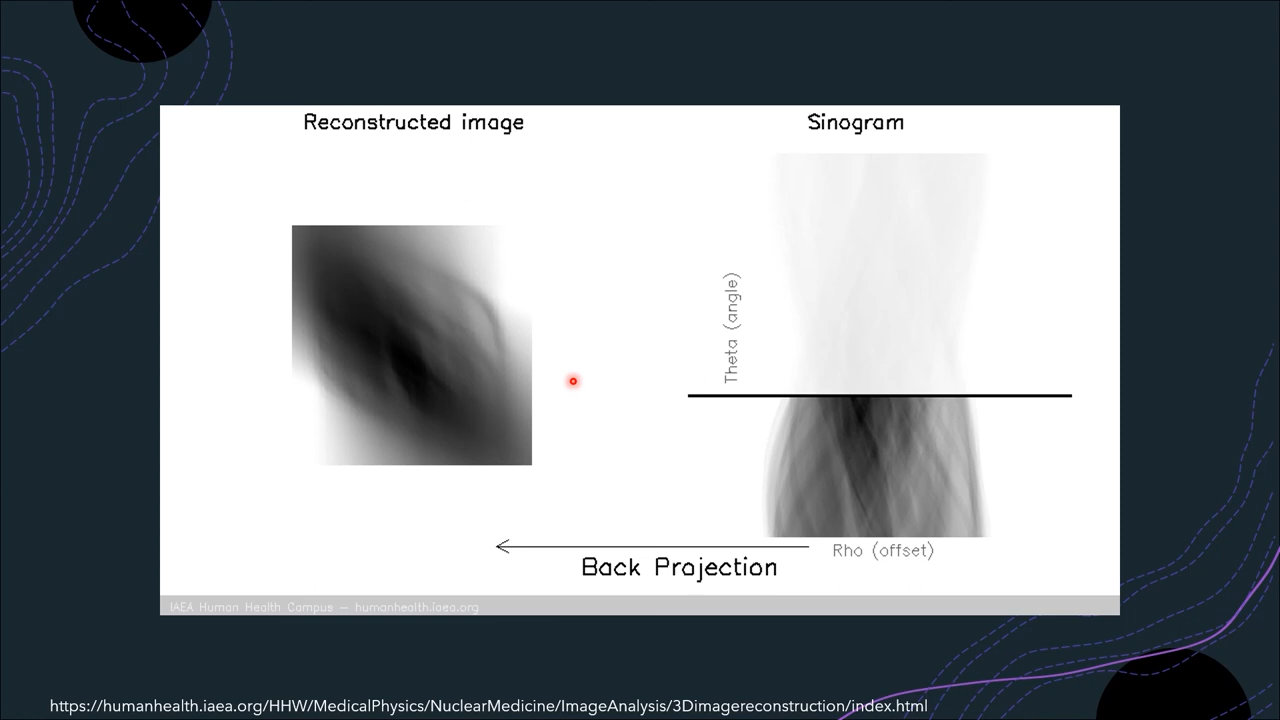 Reconstructed image
Sinogram
Theta (angle)
Rho (offset)
Back Projection
IAEA Human Health Campus – humanhealth.iaea.org
https://humanhealth.iaea.org/HHW/MedicalPhysics/NuclearMedicine/ImageAnalysis/3Dimagereconstruction/index.html